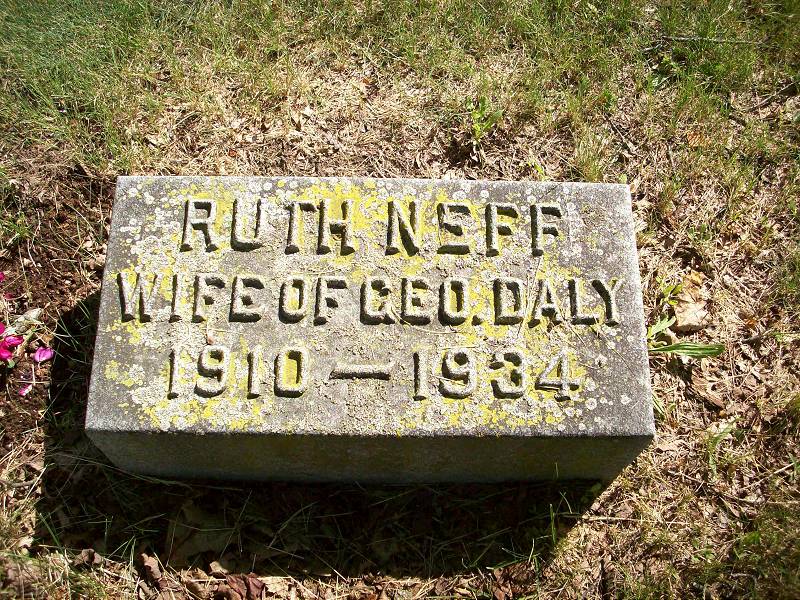 RUTH NEFF
WIFE OF GEO. DALY
1910 — 1934